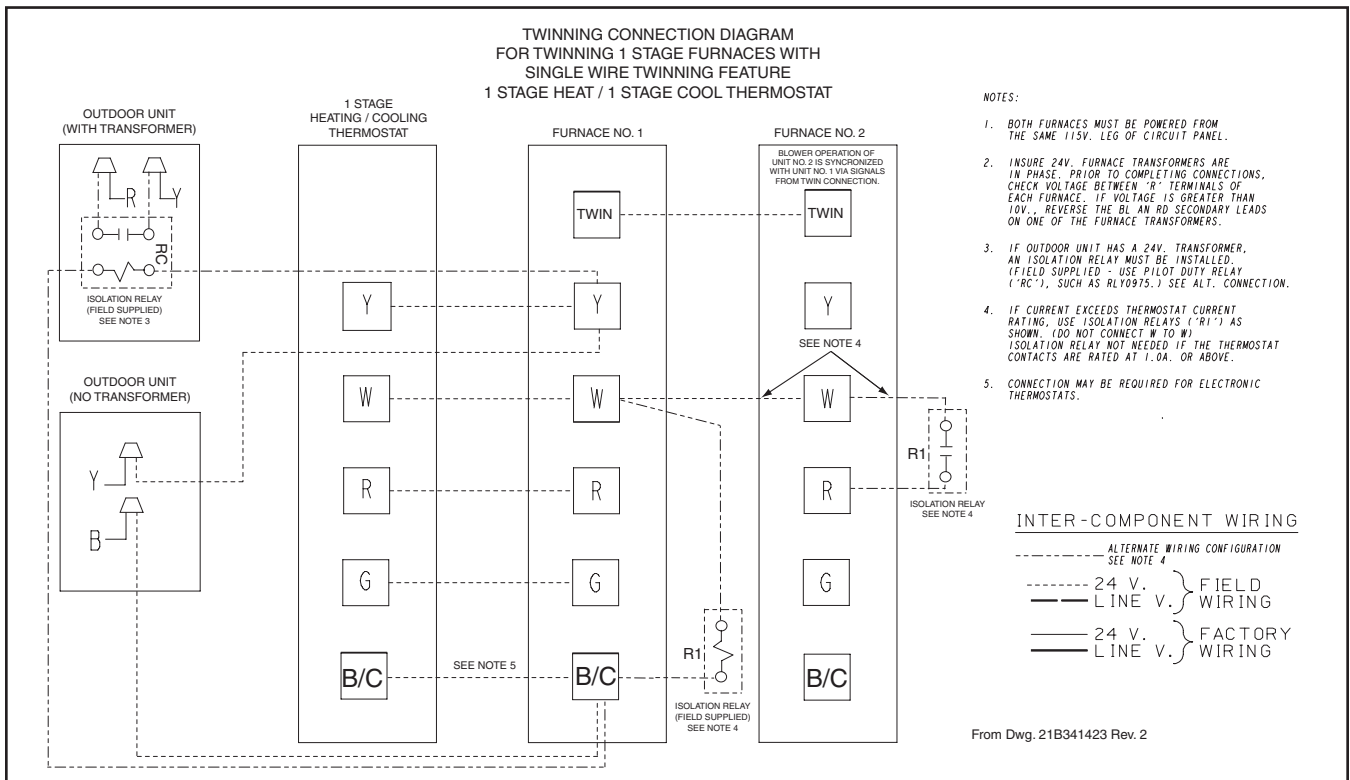 TWINNING CONNECTION DIAGRAM
FOR TWINNING 1 STAGE FURNACES WITH
SINGLE WIRE TWINNING FEATURE
1 STAGE HEAT / 1 STAGE COOL THERMOSTAT
OUTDOOR UNIT
(WITH TRANSFORMER)
R
Y
RC
ISOLATION RELAY
(FIELD SUPPLIED)
SEE NOTE 3
OUTDOOR UNIT
(NO TRANSFORMER)
Y
B
1 STAGE
HEATING / COOLING
THERMOSTAT
Y
W
R
G
B/C
SEE NOTE 5
FURNACE NO. 1
TWIN
Y
W
R
G
B/C
R1
ISOLATION RELAY
(FIELD SUPPLIED)
SEE NOTE 4
FURNACE NO. 2
BLOWER OPERATION OF
UNIT NO. 2 IS SYNCRONIZED
WITH UNIT NO. 1 VIA SIGNALS
FROM TWIN CONNECTION.
TWIN
Y
SEE NOTE 4
W
R
G
B/C
R1
ISOLATION RELAY
SEE NOTE 4
NOTES:
1. BOTH FURNACES MUST BE POWERED FROM
THE SAME 115V. LEG OF CIRCUIT PANEL.
2. INSURE 24V. FURNACE TRANSFORMERS ARE
IN PHASE. PRIOR TO COMPLETING CONNECTIONS,
CHECK VOLTAGE BETWEEN 'R' TERMINALS OF
EACH FURNACE. IF VOLTAGE IS GREATER THAN
10V., REVERSE THE BL AN RD SECONDARY LEADS
ON ONE OF THE FURNACE TRANSFORMERS.
3. IF OUTDOOR UNIT HAS A 24V. TRANSFORMER,
AN ISOLATION RELAY MUST BE INSTALLED.
(FIELD SUPPLIED - USE PILOT DUTY RELAY
('RC'), SUCH AS RLY0975.) SEE ALT. CONNECTION.
4. IF CURRENT EXCEEDS THERMOSTAT CURRENT
RATING, USE ISOLATION RELAYS ('R1') AS
SHOWN. (DO NOT CONNECT W TO W)
ISOLATION RELAY NOT NEEDED IF THE THERMOSTAT
CONTACTS ARE RATED AT 1.0A. OR ABOVE.
5. CONNECTION MAY BE REQUIRED FOR ELECTRONIC
THERMOSTATS.
INTER-COMPONENT WIRING
ALTERNATE WIRING CONFIGURATION
SEE NOTE 4
24 V.
LINE V.
FIELD
WIRING
24 V.
LINE V.
FACTORY
WIRING
From Dwg. 21B341423 Rev. 2